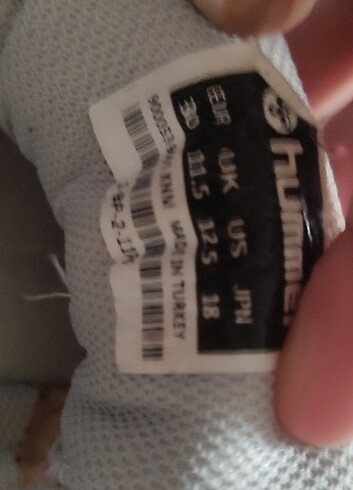 hummel
EUR UK US JPN
30 11.5 12.5 18
MADE IN TURKEY